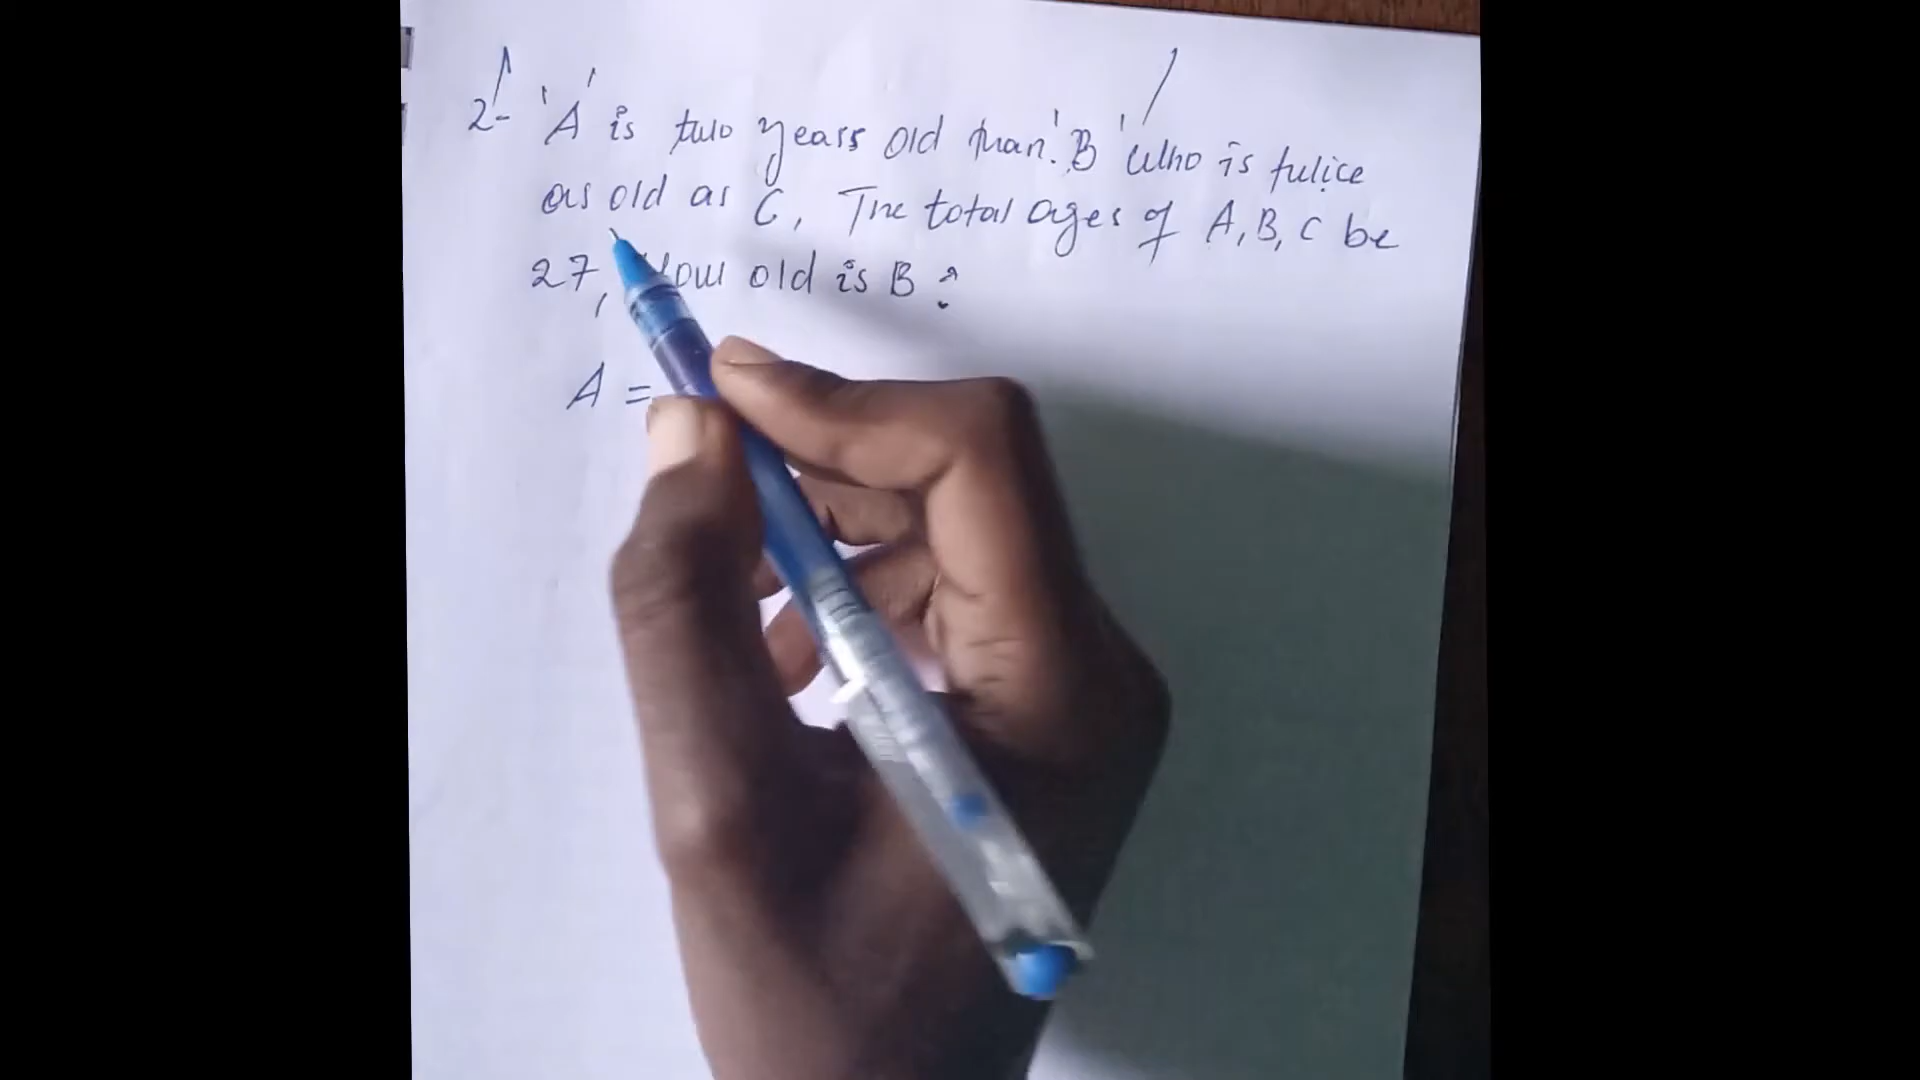 2- 'A' is two years old than 'B' who is twice
as old as C, The total ages of A, B, C be
27, How old is B ?
A =